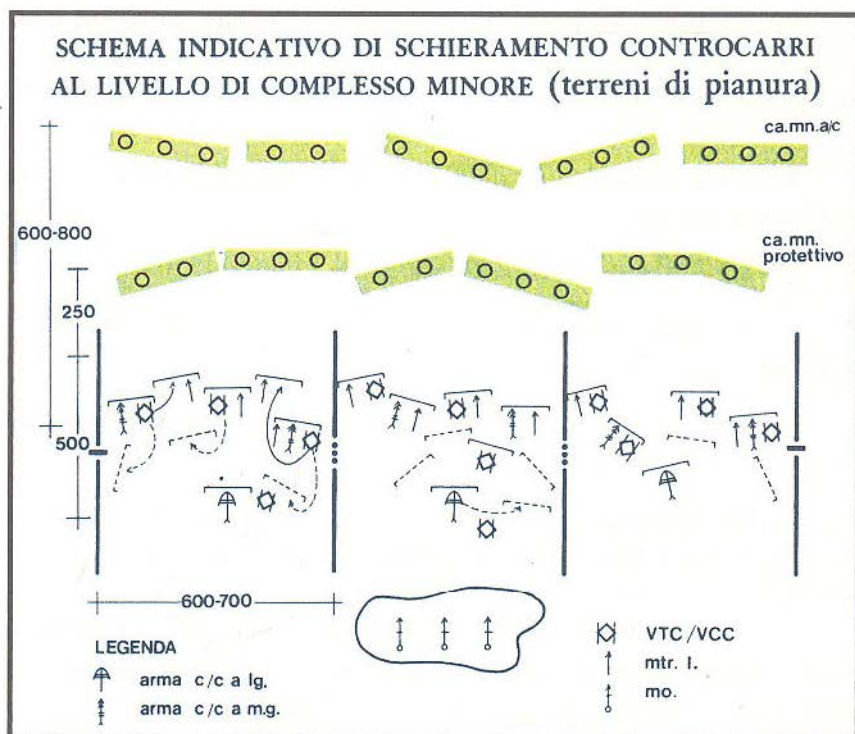 SCHEMA INDICATIVO DI SCHIERAMENTO CONTROCARRI
AL LIVELLO DI COMPLESSO MINORE (terreni di pianura)
ca.mn.a/c
600-800
ca.mn.
protettivo
250
500
600-700
LEGENDA
arma c/c a lg.
arma c/c a m.g.
VTC/VCC
mtr. l.
mo.